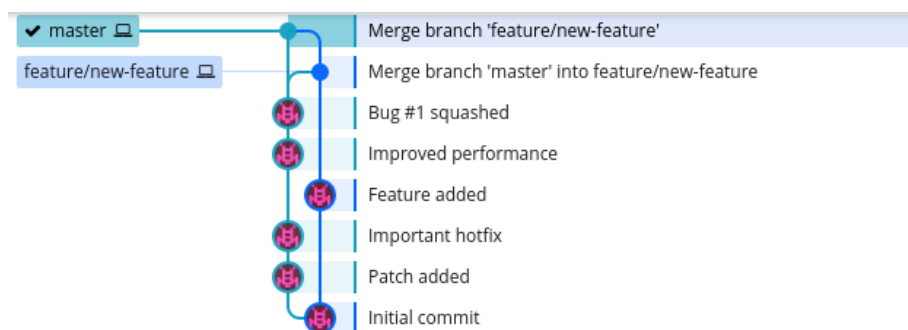 master
Merge branch 'feature/new-feature'
feature/new-feature
Merge branch 'master' into feature/new-feature
Bug #1 squashed
Improved performance
Feature added
Important hotfix
Patch added
Initial commit